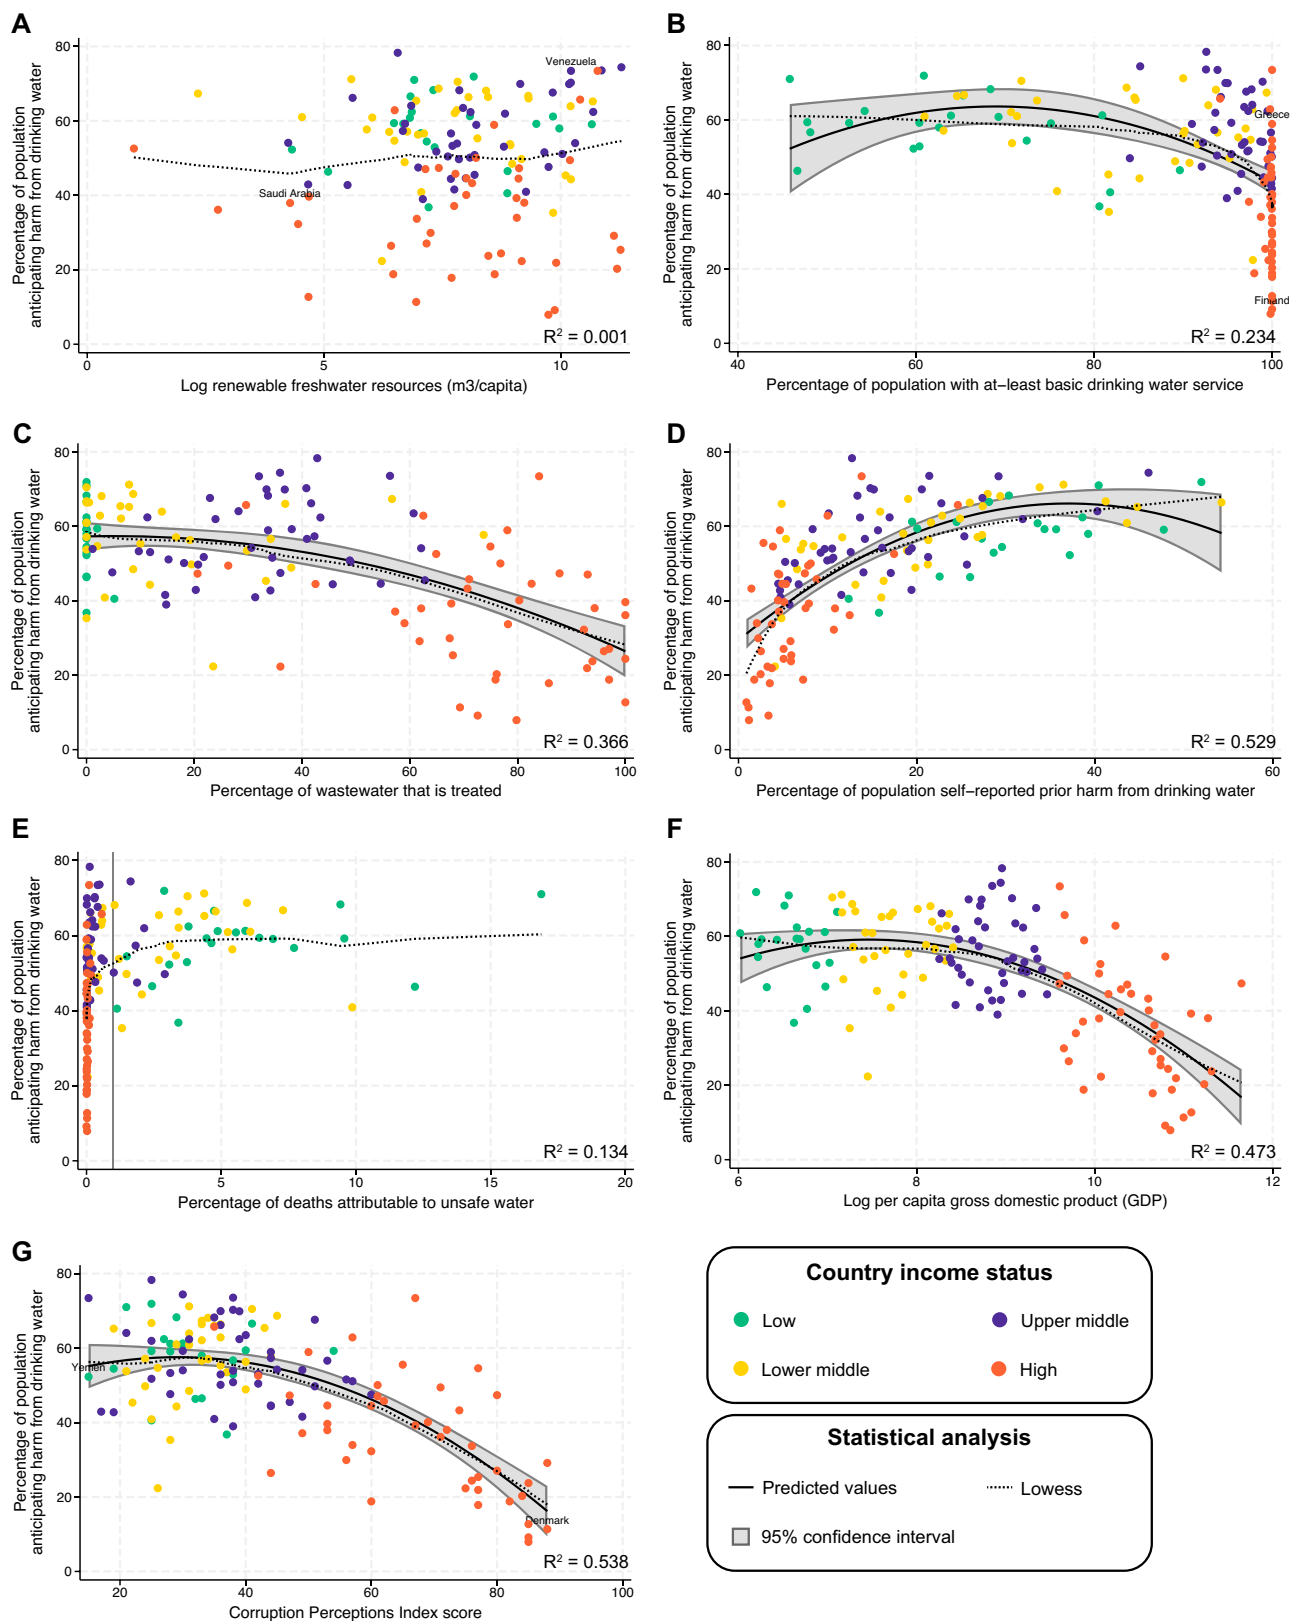 A
Percentage of population
anticipating harm from drinking water
80
60
40
20
0
Venezuela
Saudi Arabia
R² = 0.001
0 5 10
Log renewable freshwater resources (m3/capita)
B
Percentage of population
anticipating harm from drinking water
80
60
40
20
0
Greece
Finland
R² = 0.234
40 60 80 100
Percentage of population with at-least basic drinking water service
C
Percentage of population
anticipating harm from drinking water
80
60
40
20
0
R² = 0.366
0 20 40 60 80 100
Percentage of wastewater that is treated
D
Percentage of population
anticipating harm from drinking water
80
60
40
20
0
R² = 0.529
0 20 40 60
Percentage of population self−reported prior harm from drinking water
E
Percentage of population
anticipating harm from drinking water
80
60
40
20
0
R² = 0.134
0 5 10 15 20
Percentage of deaths attributable to unsafe water
F
Percentage of population
anticipating harm from drinking water
80
60
40
20
0
R² = 0.473
6 8 10 12
Log per capita gross domestic product (GDP)
G
Percentage of population
anticipating harm from drinking water
80
60
40
20
0
Yemen
Denmark
R² = 0.538
20 40 60 80 100
Corruption Perceptions Index score
Country income status
Low
Upper middle
Lower middle
High
Statistical analysis
Predicted values
Lowess
95% confidence interval